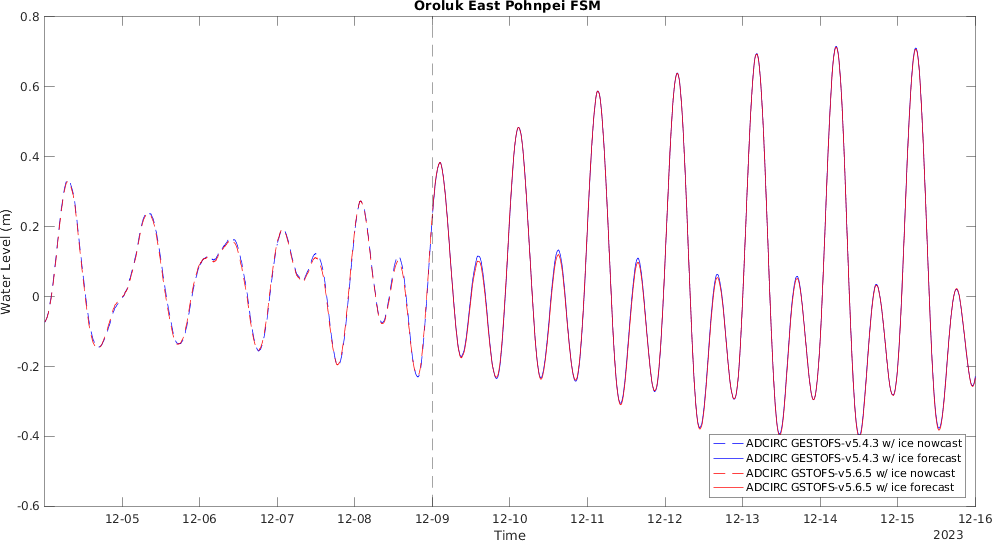 Oroluk East Pohnpei FSM
0.8
0.6
0.4
0.2
0
-0.2
-0.4
-0.6
Water Level (m)
ADCIRC GESTOFS-v5.4.3 w/ ice nowcast
ADCIRC GESTOFS-v5.4.3 w/ ice forecast
ADCIRC GSTOFS-v5.6.5 w/ ice nowcast
ADCIRC GSTOFS-v5.6.5 w/ ice forecast
12-05 12-06 12-07 12-08 12-09 12-10 12-11 12-12 12-13 12-14 12-15 12-16
Time
2023